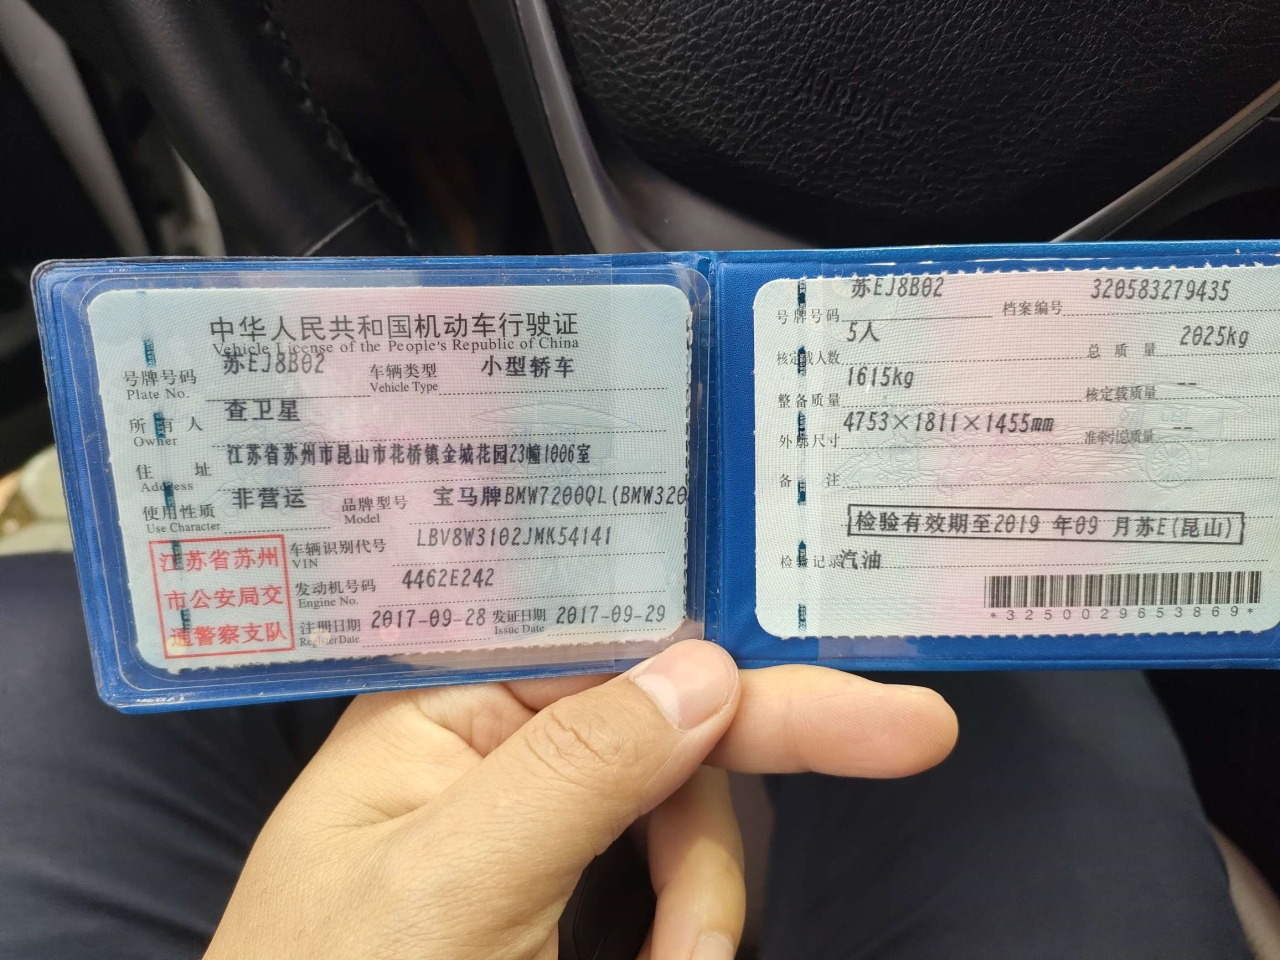 AIRBAG
中华人民共和国机动车行驶证
Vehicle License of the People's Republic of China
号牌号码 苏EJ8B02 车辆类型 小型轿车
Plate No. Vehicle Type
所有人 查卫星
Owner
住址 江苏省苏州市昆山市花桥镇金城花园23幢1006室
Address
使用性质 非营运 品牌型号 宝马牌BMW7200QL(BMW320
Use Character Model
江苏省苏州
市公安局交
通警察支队
车辆识别代号 LBV8W3102JMK54141
VIN
发动机号码 4462E242
Engine No.
注册日期 2017-09-28 发证日期 2017-09-29
Register Date Issue Date
号牌号码 苏EJ8B02 档案编号 320583279435
核定载人数 5人 总质量 2025kg
整备质量 1615kg 核定载质量 --
外廓尺寸 4753×1811×1455mm 准牵引总质量 --
备注
检验有效期至2019 年09 月苏E(昆山)
检验记录 汽油
*3250029653869*